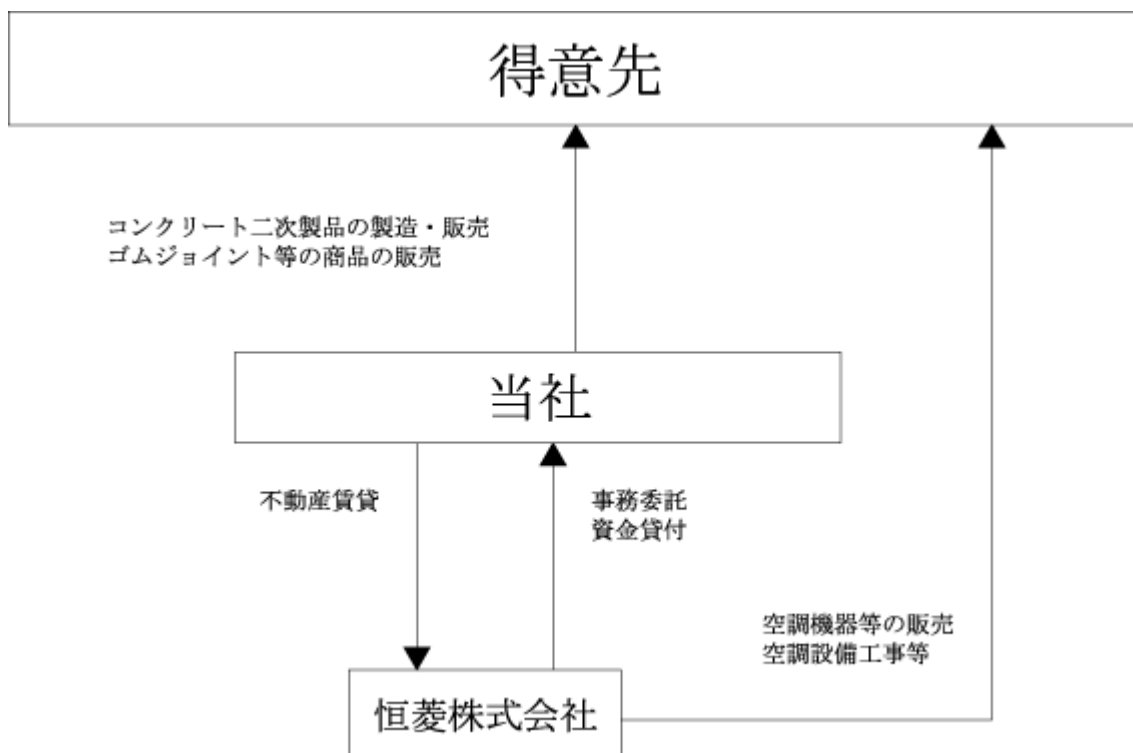 得意先
コンクリート二次製品の製造・販売
ゴムジョイント等の商品の販売
当社
不動産賃貸
事務委託
資金貸付
空調機器等の販売
空調設備工事等
恒菱株式会社